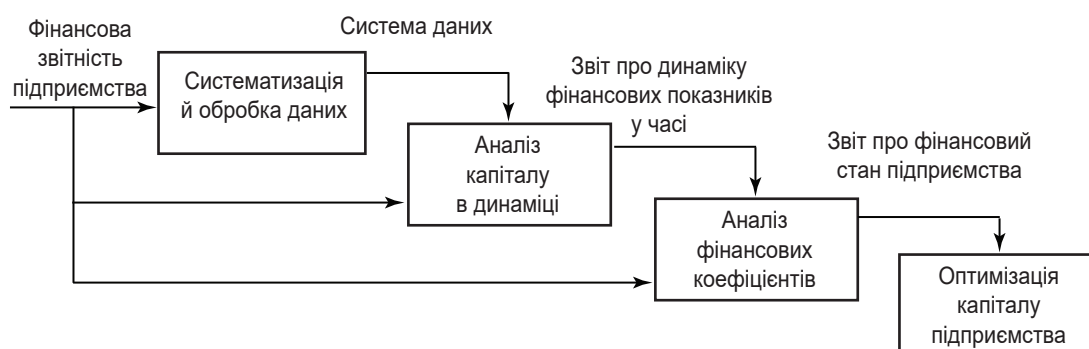 Фінансова
звітність
підприємства
Система даних
Систематизація
й обробка даних
Звіт про динаміку
фінансових показників
у часі
Аналіз
капіталу
в динаміці
Звіт про фінансовий
стан підприємства
Аналіз
фінансових
коефіцієнтів
Оптимізація
капіталу
підприємства